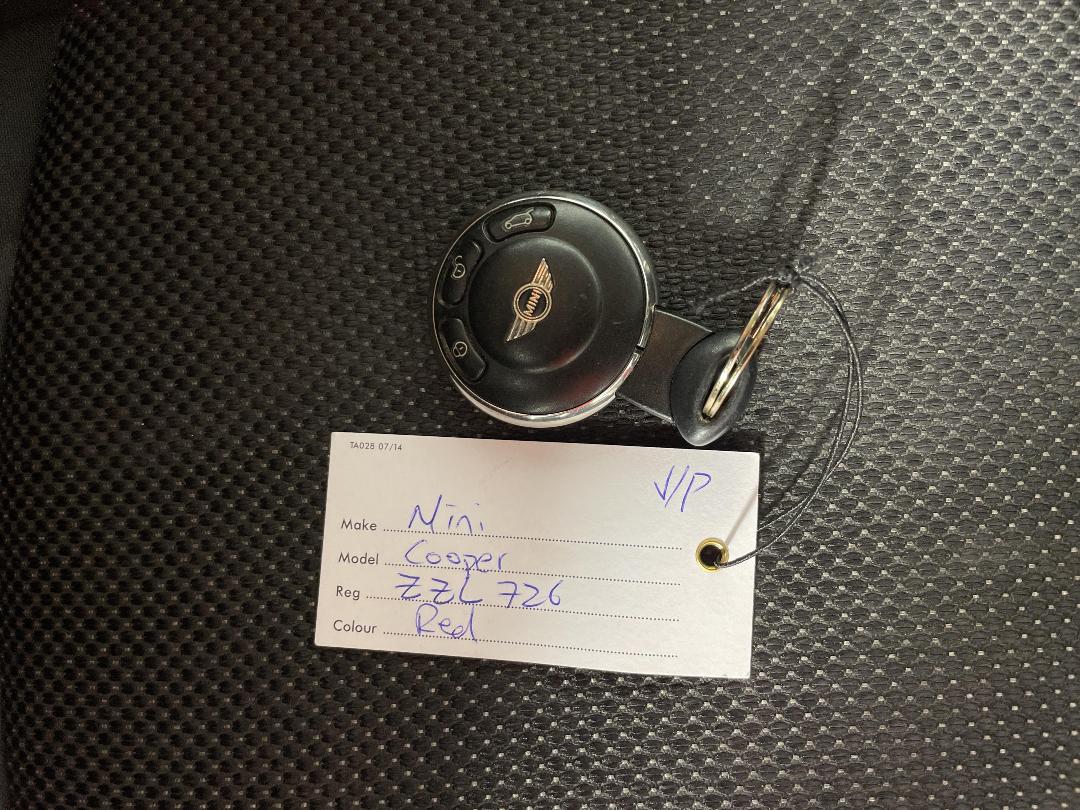 MINI
TA028 07/14
V/P
Make Mini
Model Cooper
Reg ZZL 726
Colour Red